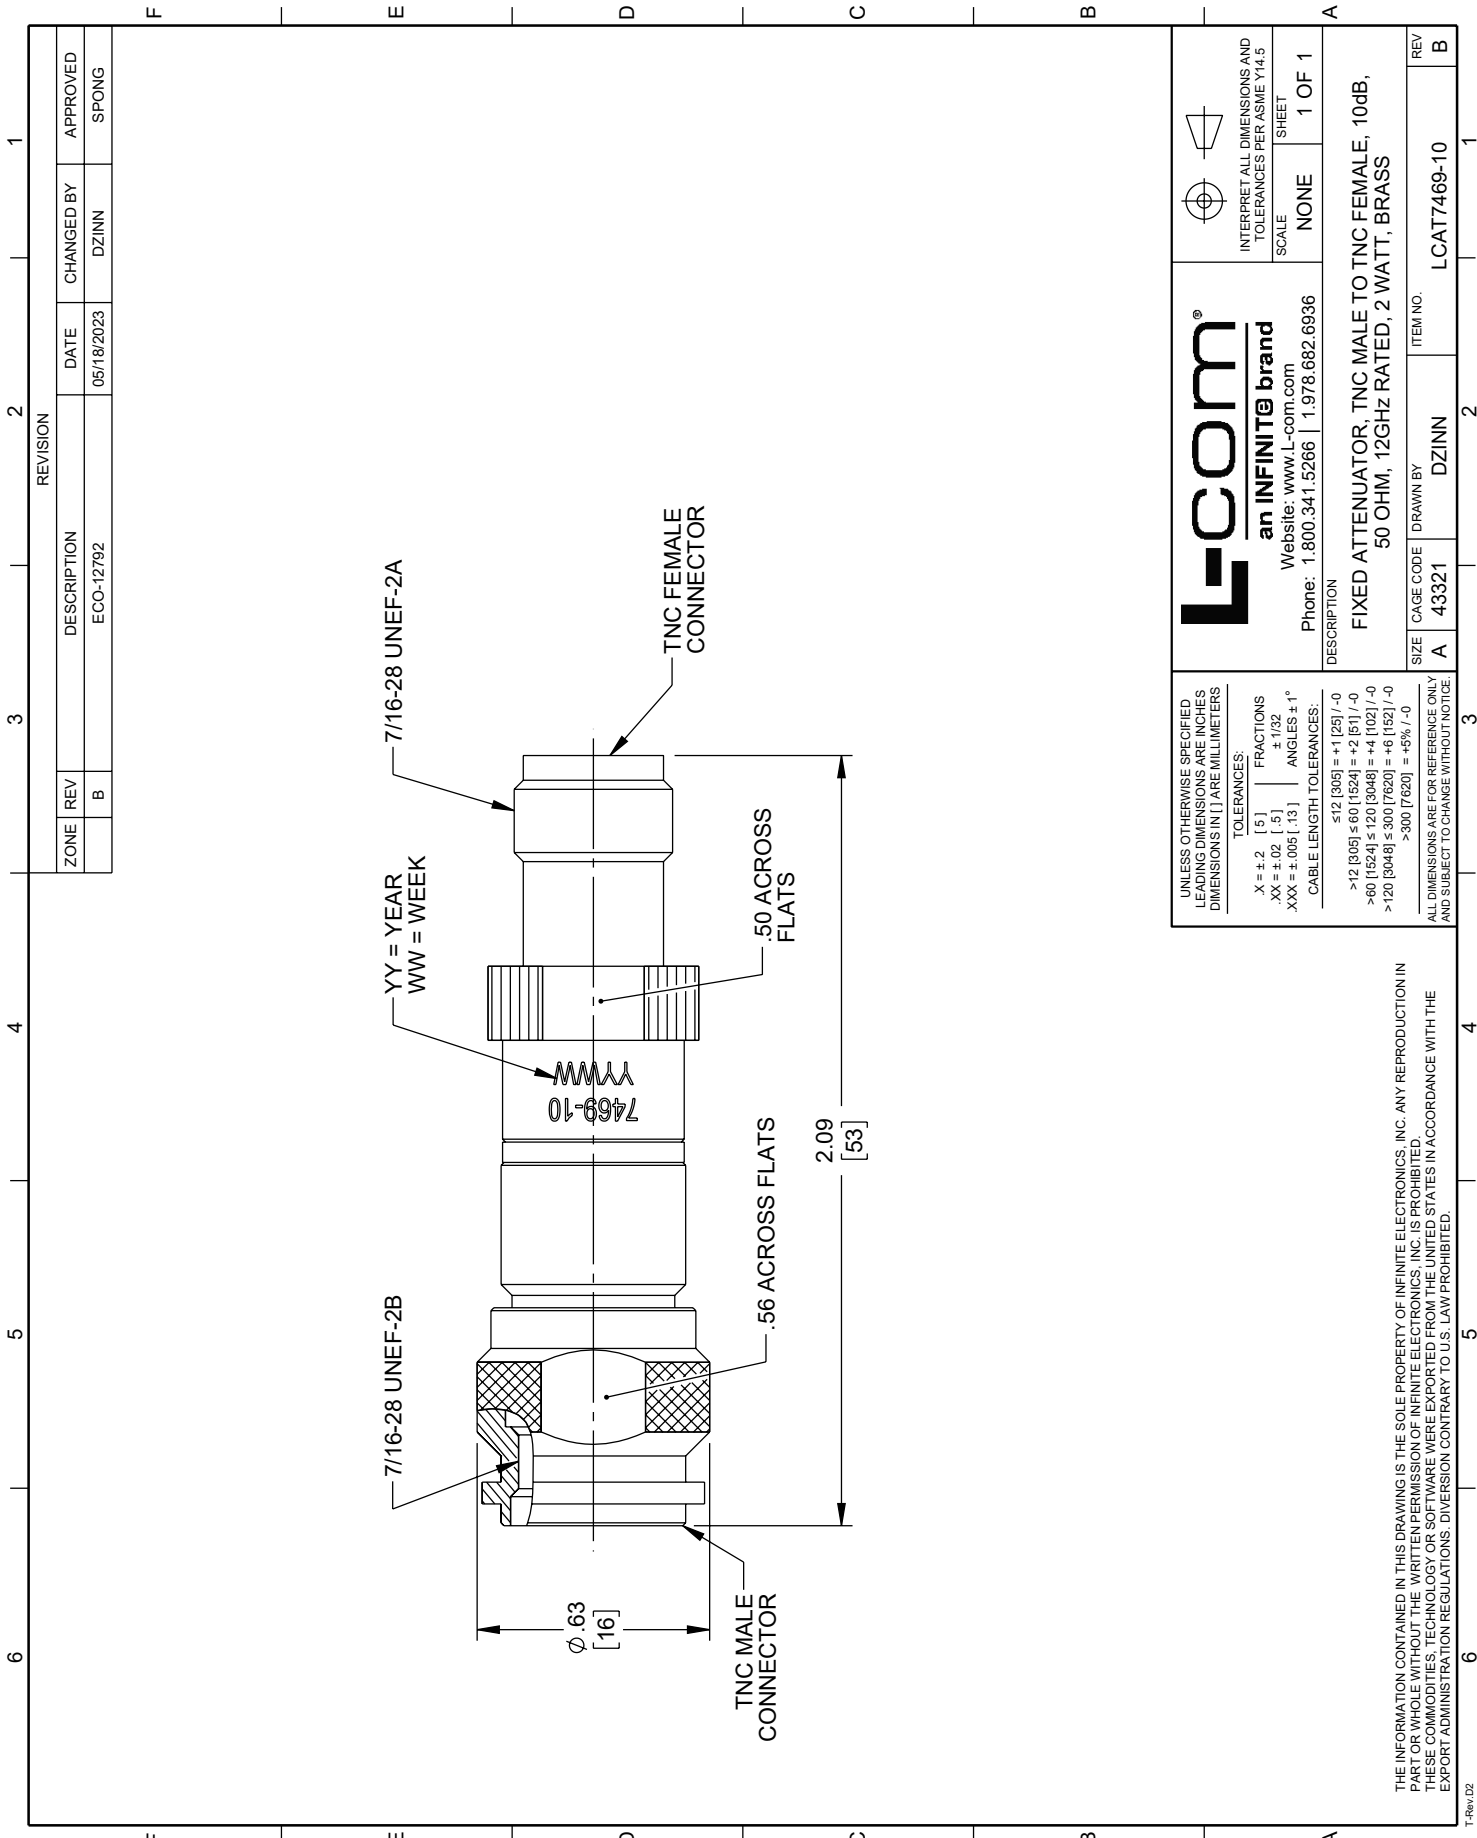 6
5
4
3
2
1
F
E
D
C
B
A
REVISION
ZONE REV DESCRIPTION DATE CHANGED BY APPROVED
B ECO-12792 05/18/2023 DZINN SPONG
7/16-28 UNEF-2B
YY = YEAR
WW = WEEK
7/16-28 UNEF-2A
7469-10
YYWW
TNC FEMALE
CONNECTOR
Ø.63
[16]
TNC MALE
CONNECTOR
.56 ACROSS FLATS
.50 ACROSS
FLATS
2.09
[53]
UNLESS OTHERWISE SPECIFIED
LEADING DIMENSIONS ARE INCHES
DIMENSIONS IN [ ] ARE MILLIMETERS
TOLERANCES:
.X = ± .2 [ 5 ] FRACTIONS
.XX = ± .02 [ .5 ] ± 1/32
.XXX = ± .005 [ .13 ] ANGLES ± 1°
CABLE LENGTH TOLERANCES:
≤12 [305] = +1 [25] / -0
>12 [305] ≤ 60 [1524] = +2 [51] / -0
>60 [1524] ≤ 120 [3048] = +4 [102] / -0
>120 [3048] ≤ 300 [7620] = +6 [152] / -0
>300 [7620] = +5% / -0
ALL DIMENSIONS ARE FOR REFERENCE ONLY
AND SUBJECT TO CHANGE WITHOUT NOTICE.
L-com®
an INFINITE brand
Website: www.L-com.com
Phone: 1.800.341.5266 | 1.978.682.6936
INTERPRET ALL DIMENSIONS AND
TOLERANCES PER ASME Y14.5
SCALE
NONE
SHEET
1 OF 1
DESCRIPTION
FIXED ATTENUATOR, TNC MALE TO TNC FEMALE, 10dB,
50 OHM, 12GHz RATED, 2 WATT, BRASS
SIZE CAGE CODE DRAWN BY ITEM NO. REV
A 43321 DZINN LCAT7469-10 B
THE INFORMATION CONTAINED IN THIS DRAWING IS THE SOLE PROPERTY OF INFINITE ELECTRONICS, INC. ANY REPRODUCTION IN
PART OR WHOLE WITHOUT THE WRITTEN PERMISSION OF INFINITE ELECTRONICS, INC. IS PROHIBITED.
THESE COMMODITIES, TECHNOLOGY OR SOFTWARE WERE EXPORTED FROM THE UNITED STATES IN ACCORDANCE WITH THE
EXPORT ADMINISTRATION REGULATIONS. DIVERSION CONTRARY TO U.S. LAW PROHIBITED.
T-Rev.D2
6
5
4
3
2
1
F
E
D
C
B
A